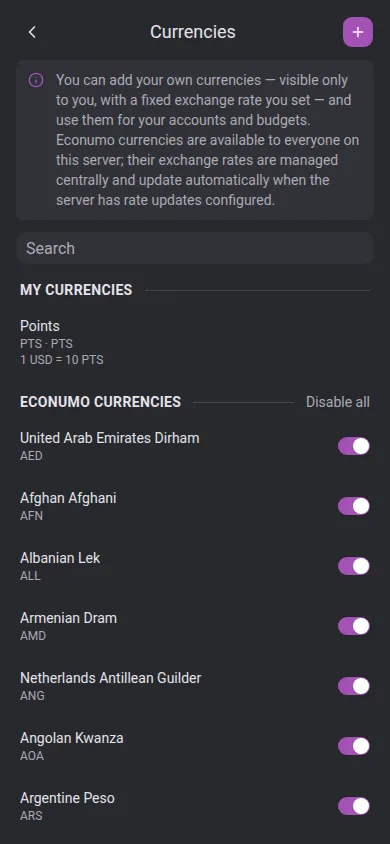 Currencies
You can add your own currencies — visible only
to you, with a fixed exchange rate you set — and
use them for your accounts and budgets.
Econumo currencies are available to everyone on
this server; their exchange rates are managed
centrally and update automatically when the
server has rate updates configured.
Search
MY CURRENCIES
Points
PTS · PTS
1 USD = 10 PTS
ECONUMO CURRENCIES Disable all
United Arab Emirates Dirham
AED
Afghan Afghani
AFN
Albanian Lek
ALL
Armenian Dram
AMD
Netherlands Antillean Guilder
ANG
Angolan Kwanza
AOA
Argentine Peso
ARS